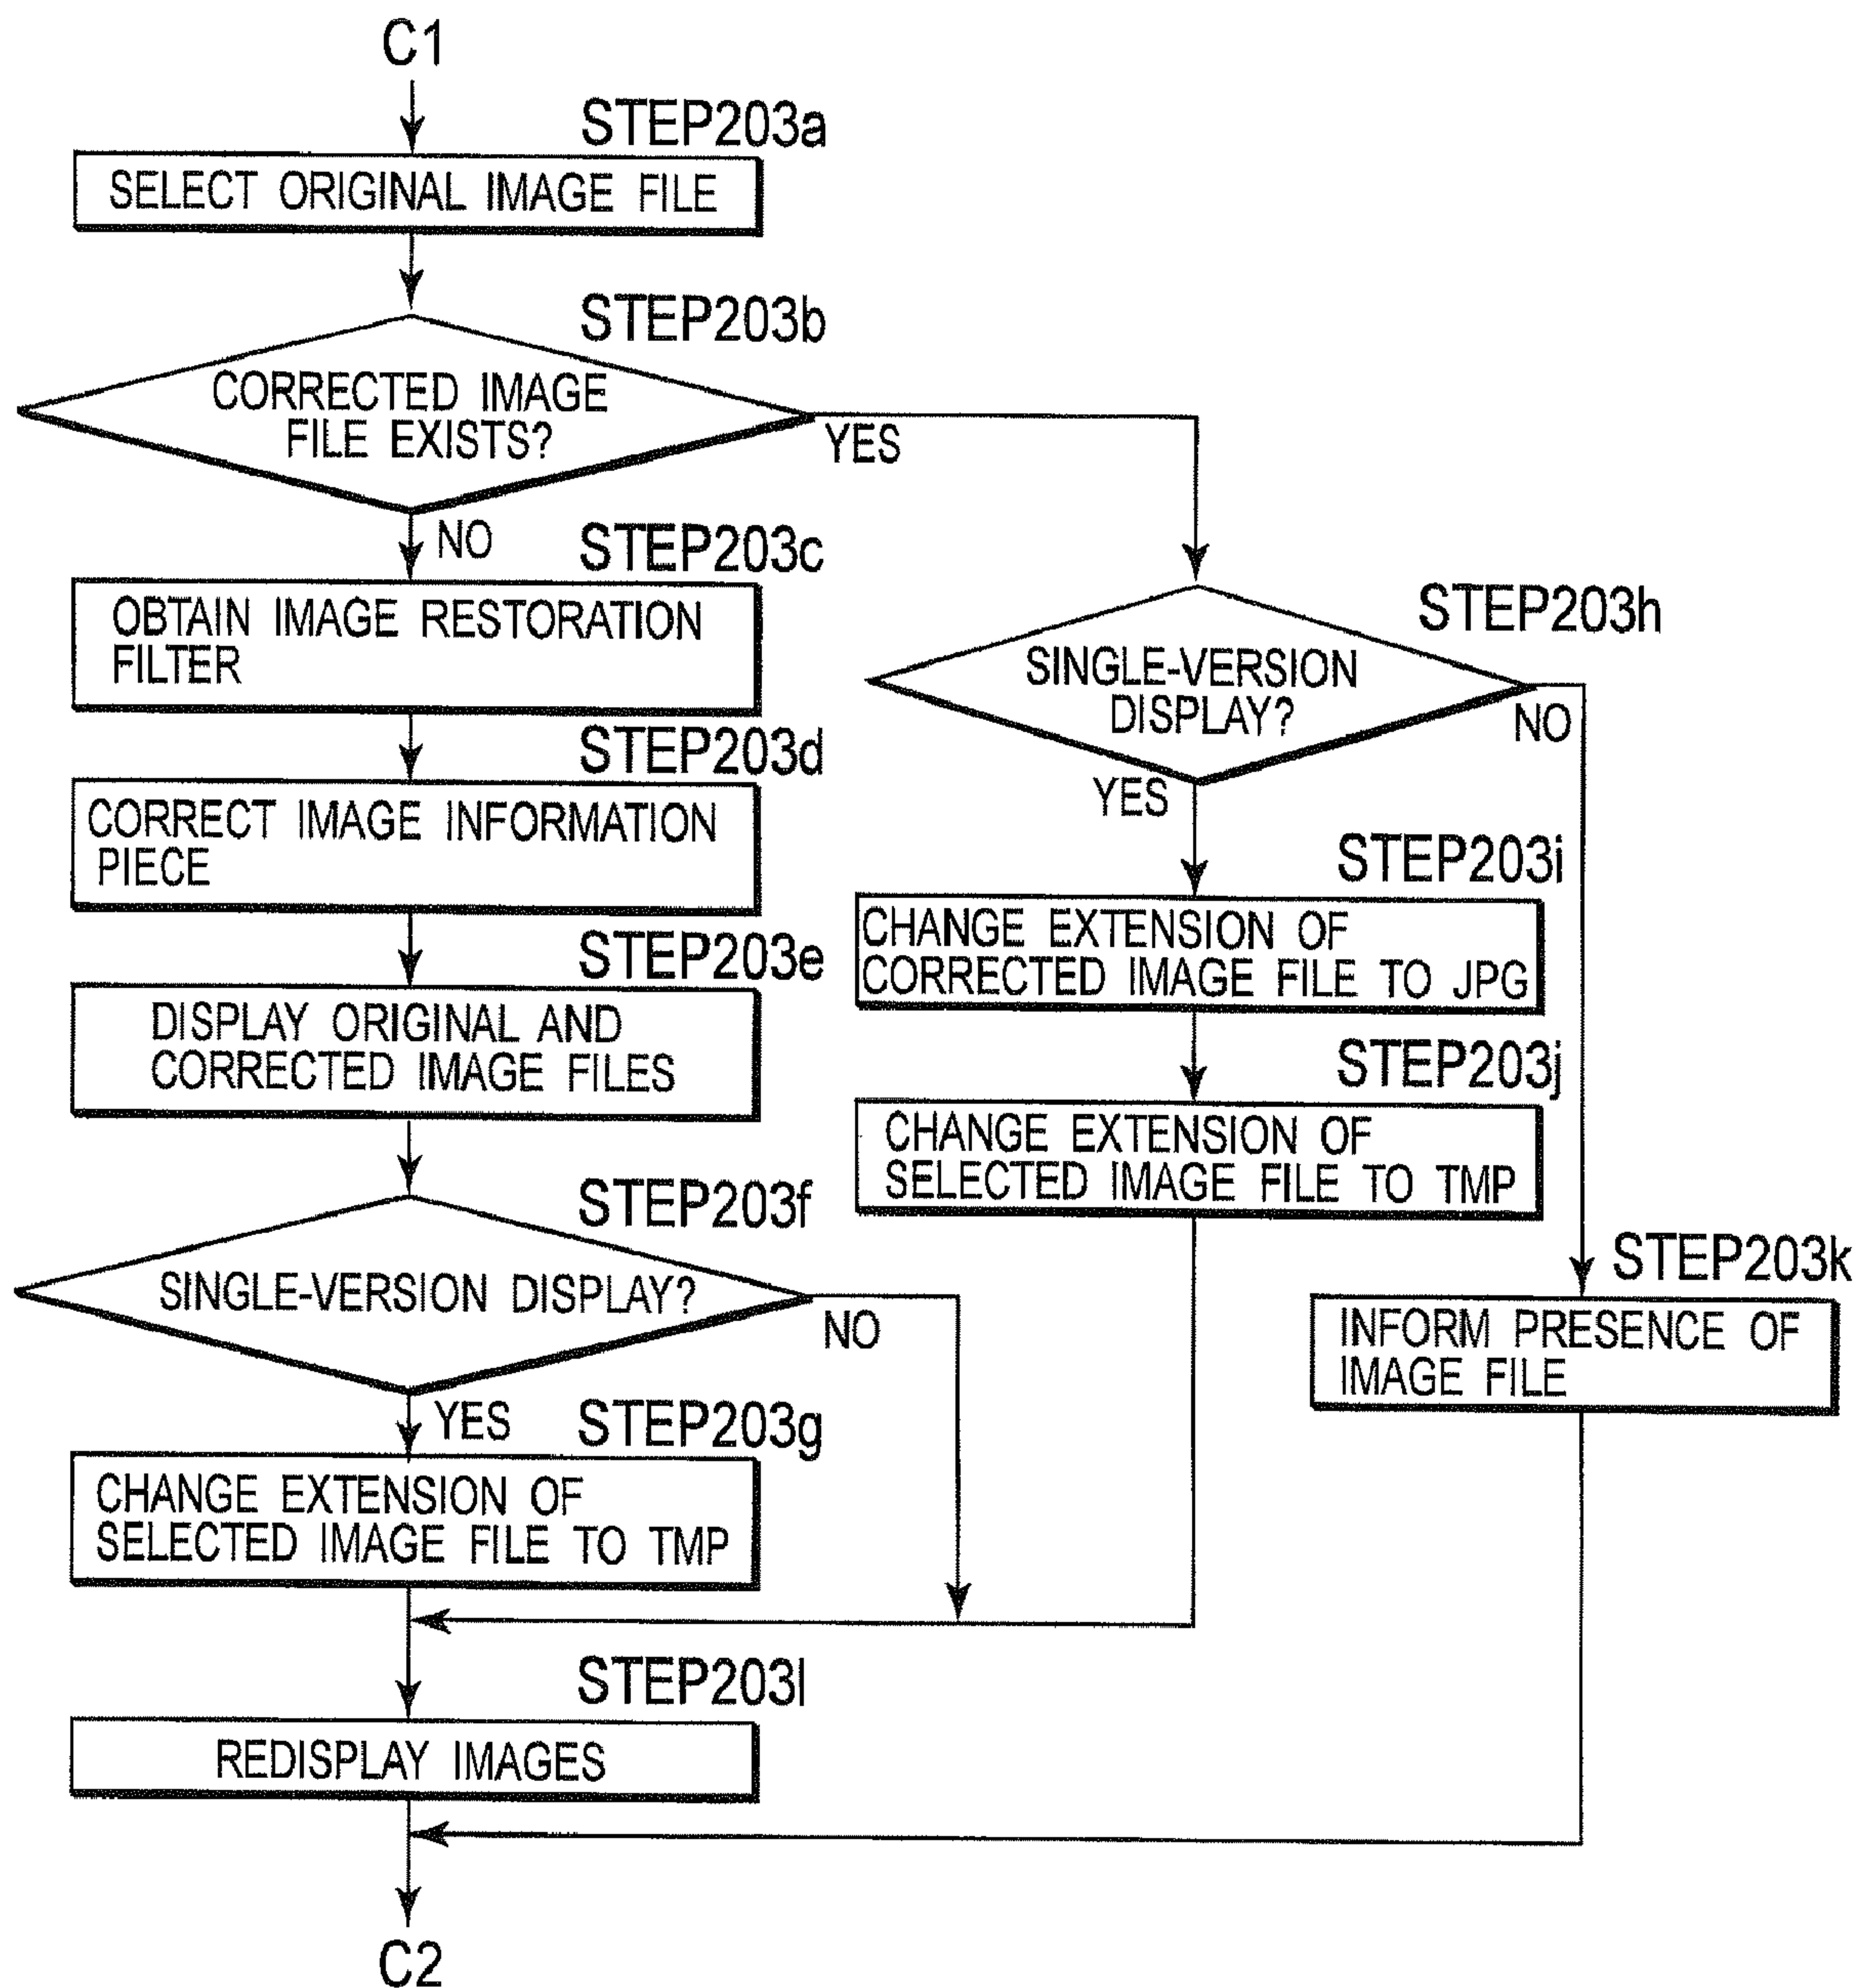 C1
STEP203a
SELECT ORIGINAL IMAGE FILE
STEP203b
CORRECTED IMAGE
FILE EXISTS?
YES
NO
STEP203c
OBTAIN IMAGE RESTORATION
FILTER
STEP203d
CORRECT IMAGE INFORMATION
PIECE
STEP203e
DISPLAY ORIGINAL AND
CORRECTED IMAGE FILES
STEP203f
SINGLE-VERSION DISPLAY?
NO
YES
STEP203g
CHANGE EXTENSION OF
SELECTED IMAGE FILE TO TMP
STEP203h
SINGLE-VERSION
DISPLAY?
NO
YES
STEP203i
CHANGE EXTENSION OF
CORRECTED IMAGE FILE TO JPG
STEP203j
CHANGE EXTENSION OF
SELECTED IMAGE FILE TO TMP
STEP203k
INFORM PRESENCE OF
IMAGE FILE
STEP203l
REDISPLAY IMAGES
C2